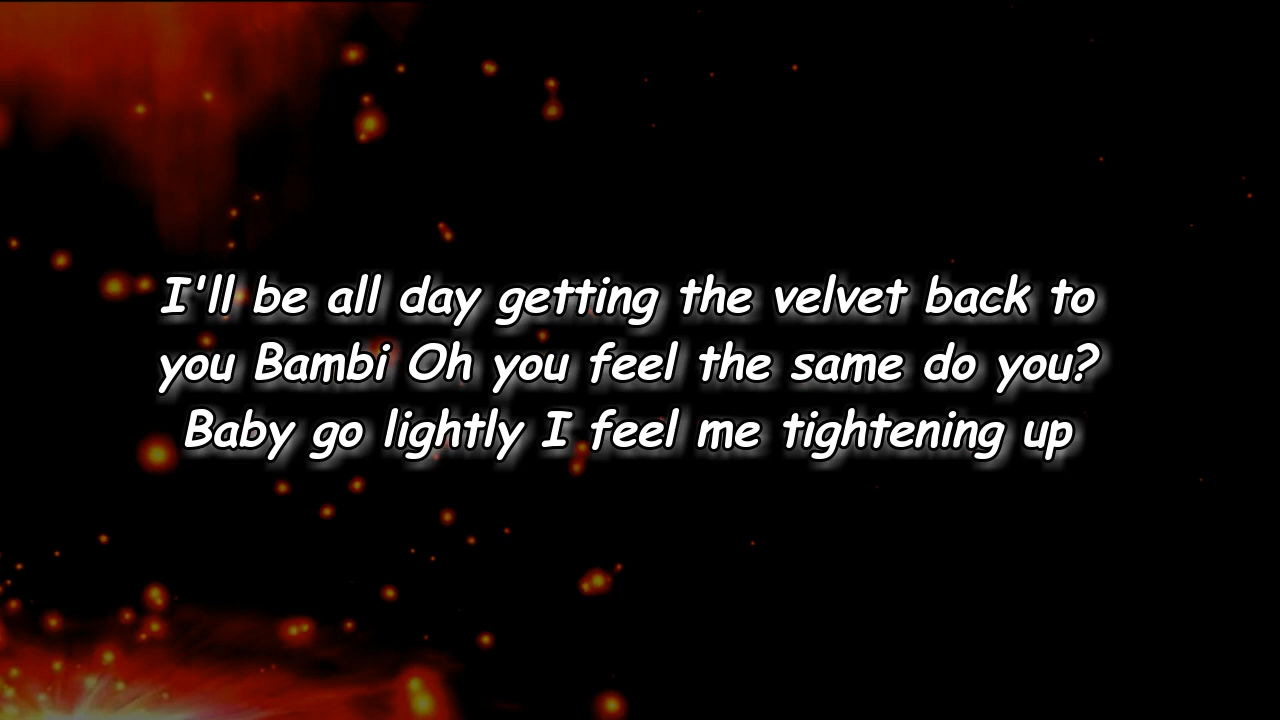 I'll be all day getting the velvet back to
you Bambi Oh you feel the same do you?
Baby go lightly I feel me tightening up